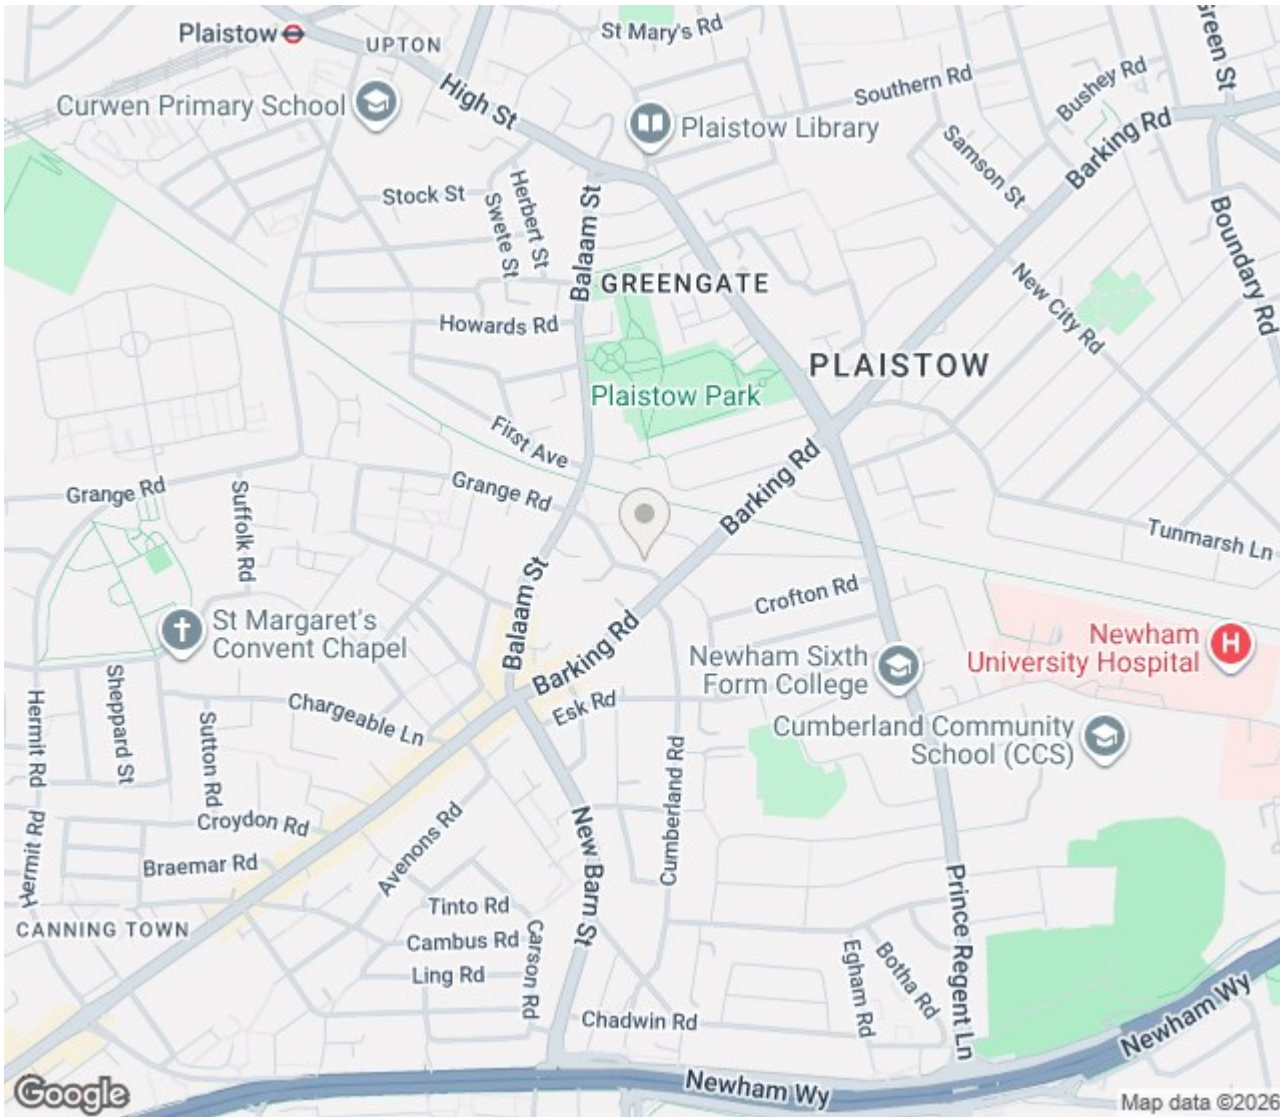 Plaistow
UPTON
St Mary's Rd
Green St
Curwen Primary School
High St
Southern Rd
Bushey Rd
Plaistow Library
Barking Rd
Samson St
Stock St
Herbert St
Swete St
Balaam St
Boundary Rd
GREENGATE
New City Rd
Howards Rd
PLAISTOW
Plaistow Park
First Ave
Grange Rd
Grange Rd
Suffolk Rd
Barking Rd
Tunmarsh Ln
Balaam St
Crofton Rd
St Margaret's
Convent Chapel
Newham
University Hospital
Newham Sixth
Form College
Barking Rd
Esk Rd
Sheppard St
Hermit Rd
Chargeable Ln
Sutton Rd
Cumberland Community
School (CCS)
Cumberland Rd
Croydon Rd
Hermit Rd
Braemar Rd
Avenons Rd
New Barn St
Prince Regent Ln
Tinto Rd
CANNING TOWN
Cambus Rd
Carson Rd
Ling Rd
Egham Rd
Botha Rd
Chadwin Rd
Newham Wy
Newham Wy
Google
Map data ©2026